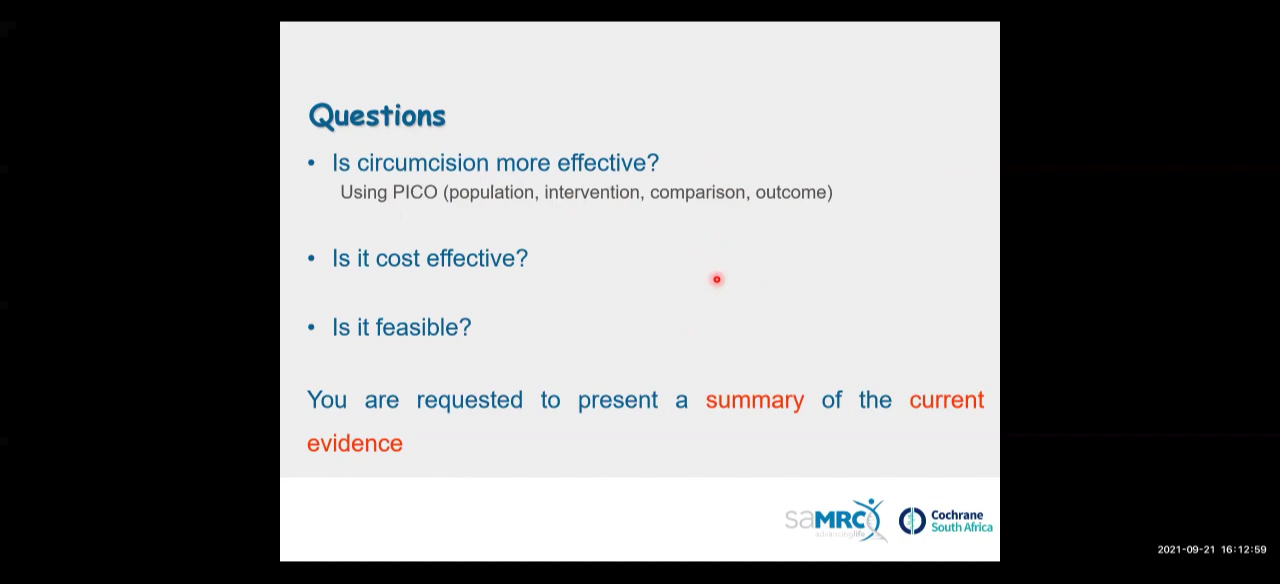 Questions
• Is circumcision more effective?
Using PICO (population, intervention, comparison, outcome)
• Is it cost effective?
• Is it feasible?
You are requested to present a summary of the current
evidence
saMRC
advancing life
Cochrane
South Africa
2021-09-21 16:12:59